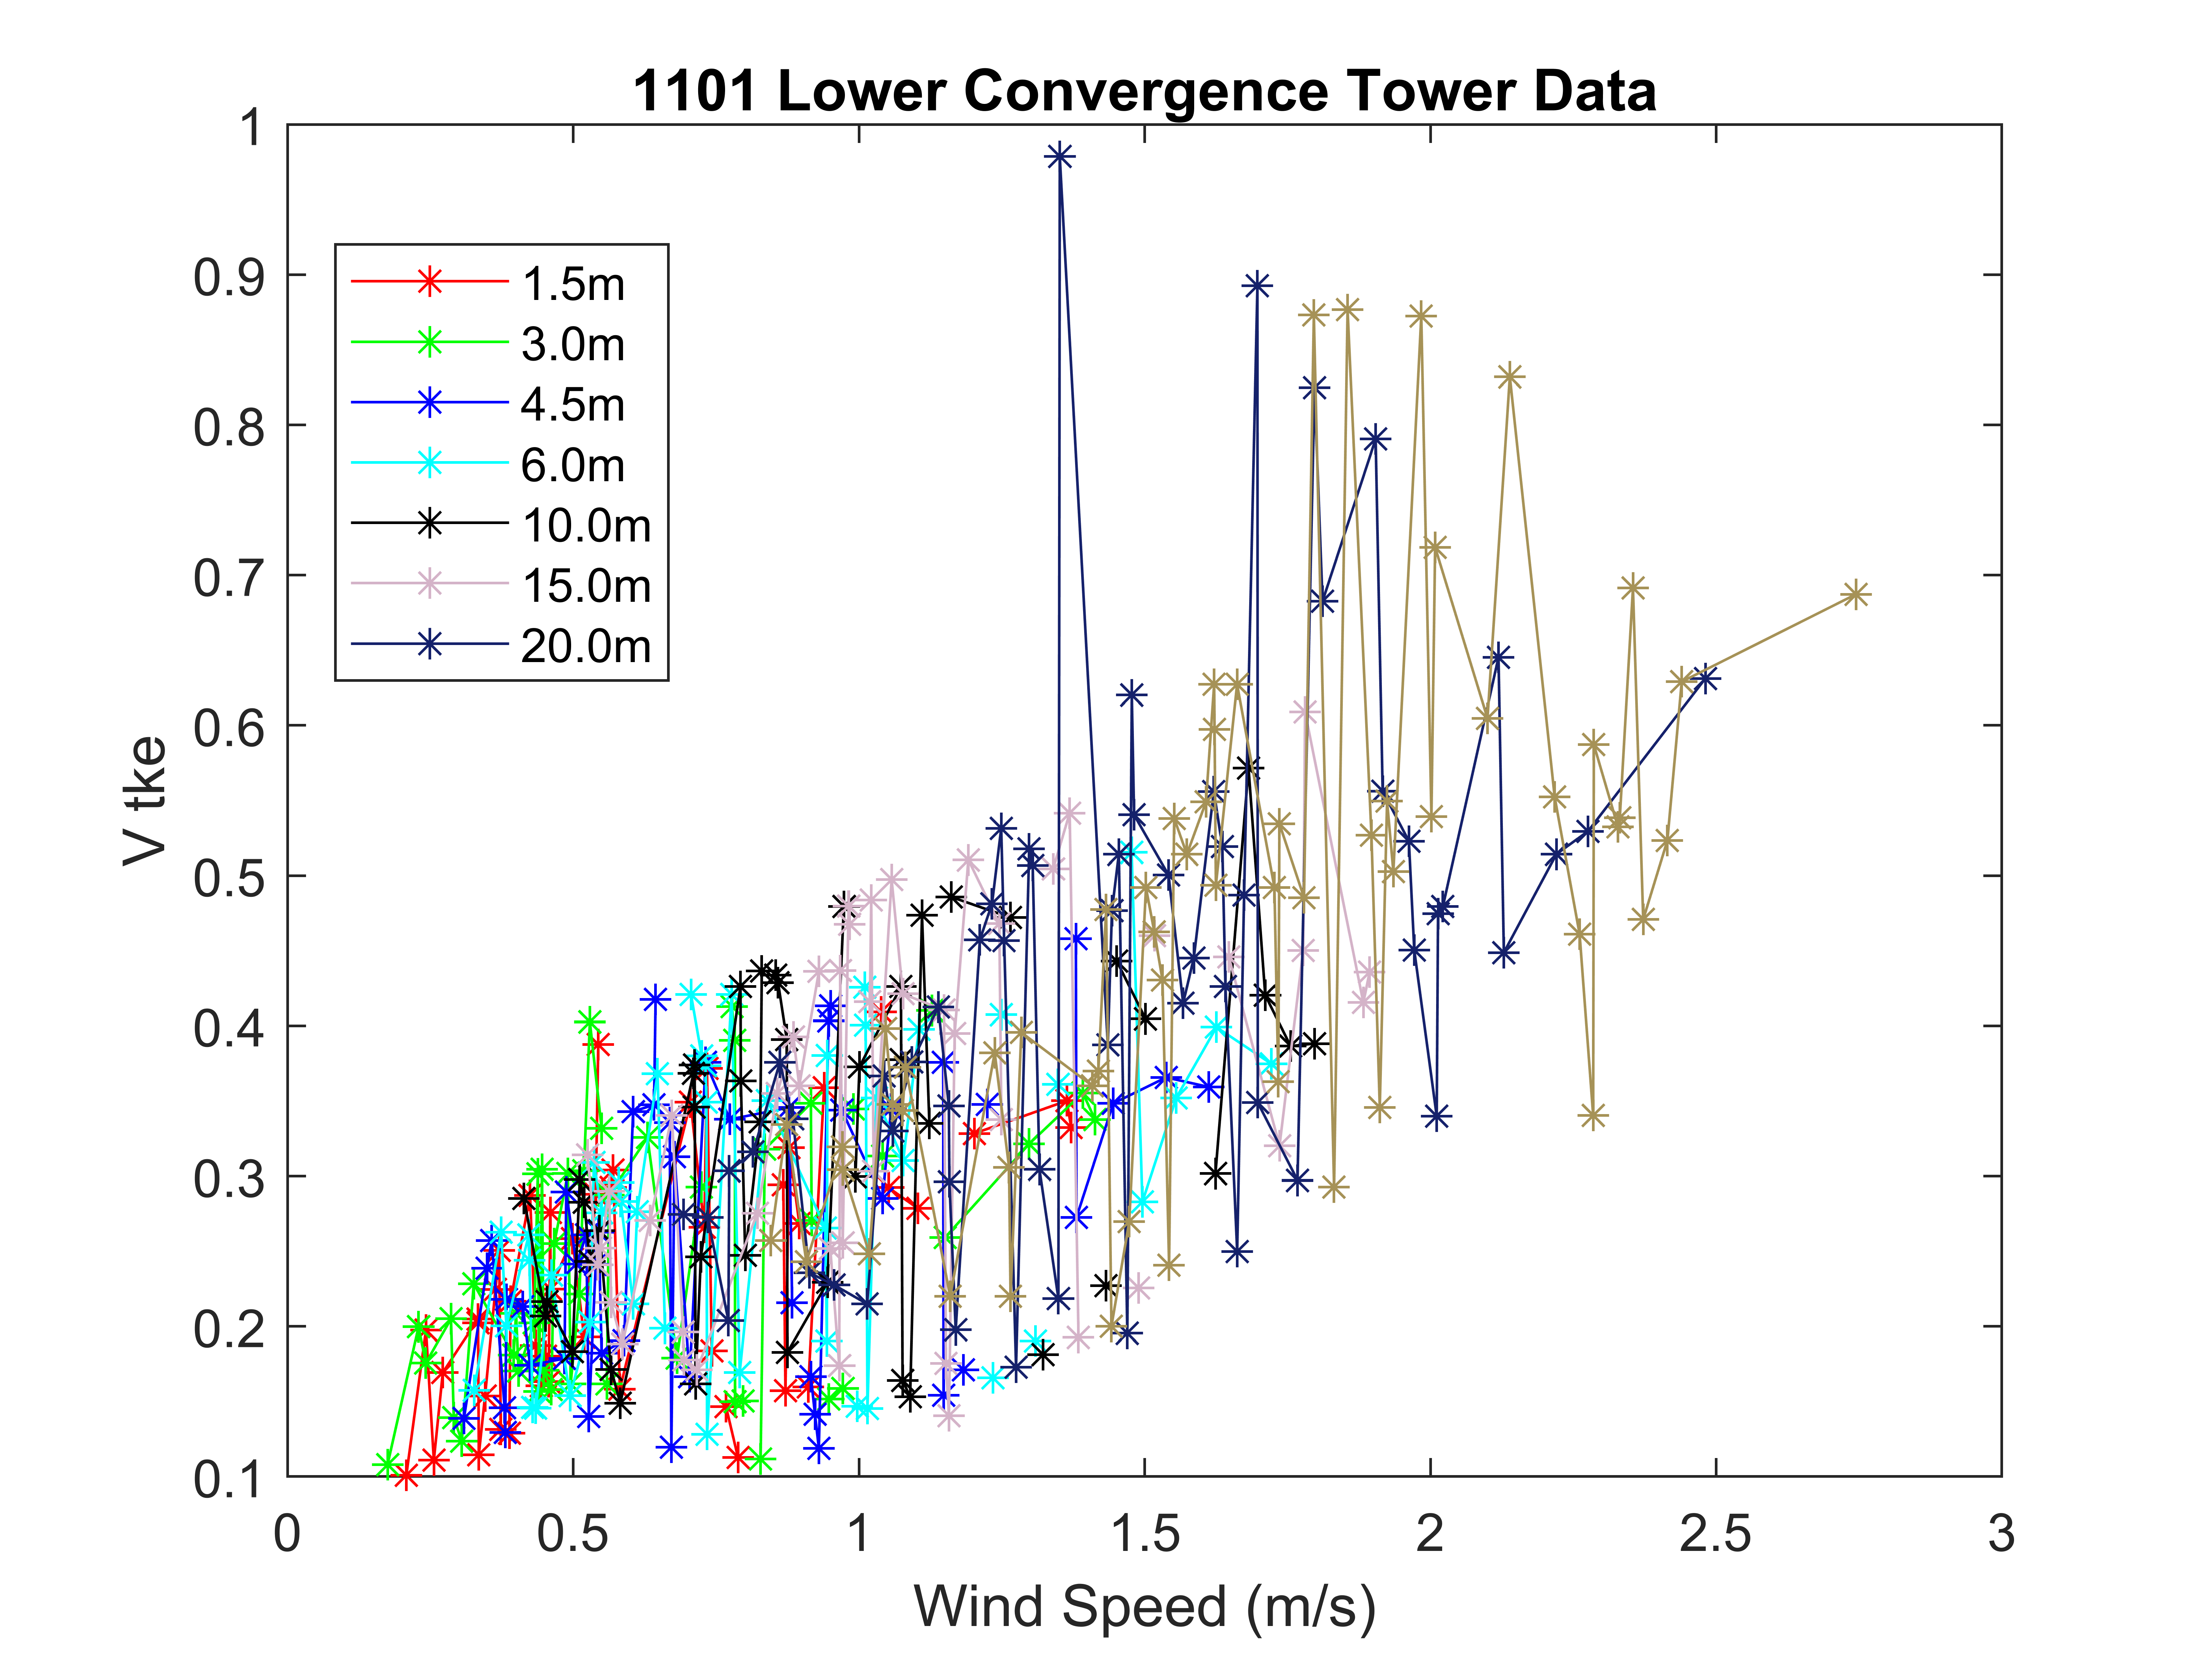 1101 Lower Convergence Tower Data
1
0.9
0.8
0.7
0.6
0.5
0.4
0.3
0.2
0.1
V tke
1.5m
3.0m
4.5m
6.0m
10.0m
15.0m
20.0m
0 0.5 1 1.5 2 2.5 3
Wind Speed (m/s)